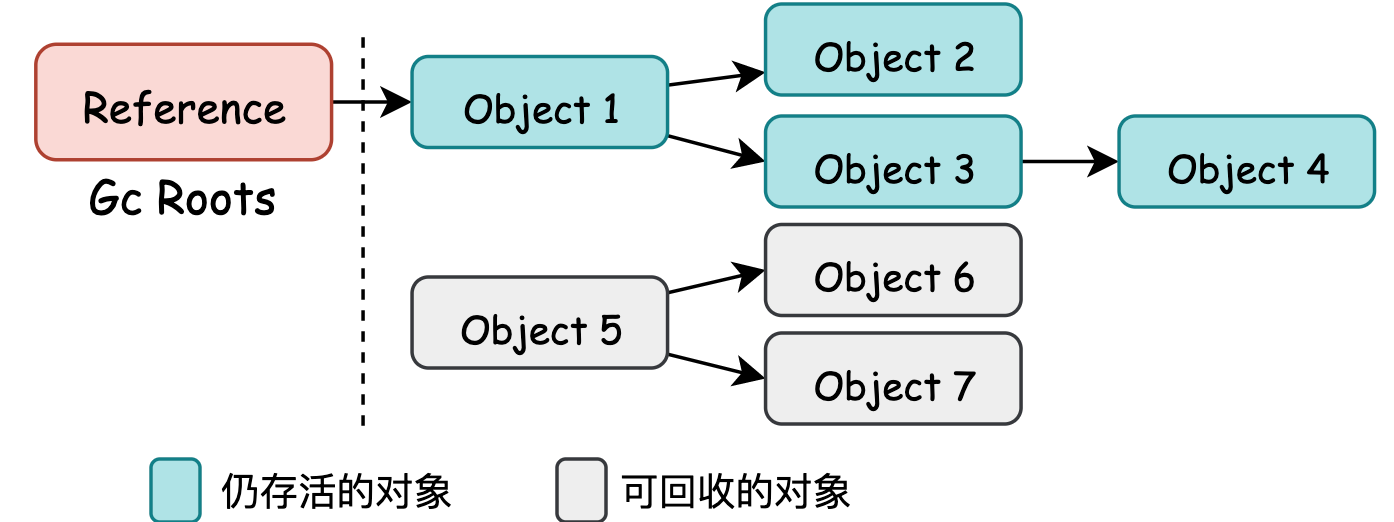 Reference
Gc Roots
Object 1
Object 2
Object 3
Object 4
Object 5
Object 6
Object 7
仍存活的对象
可回收的对象